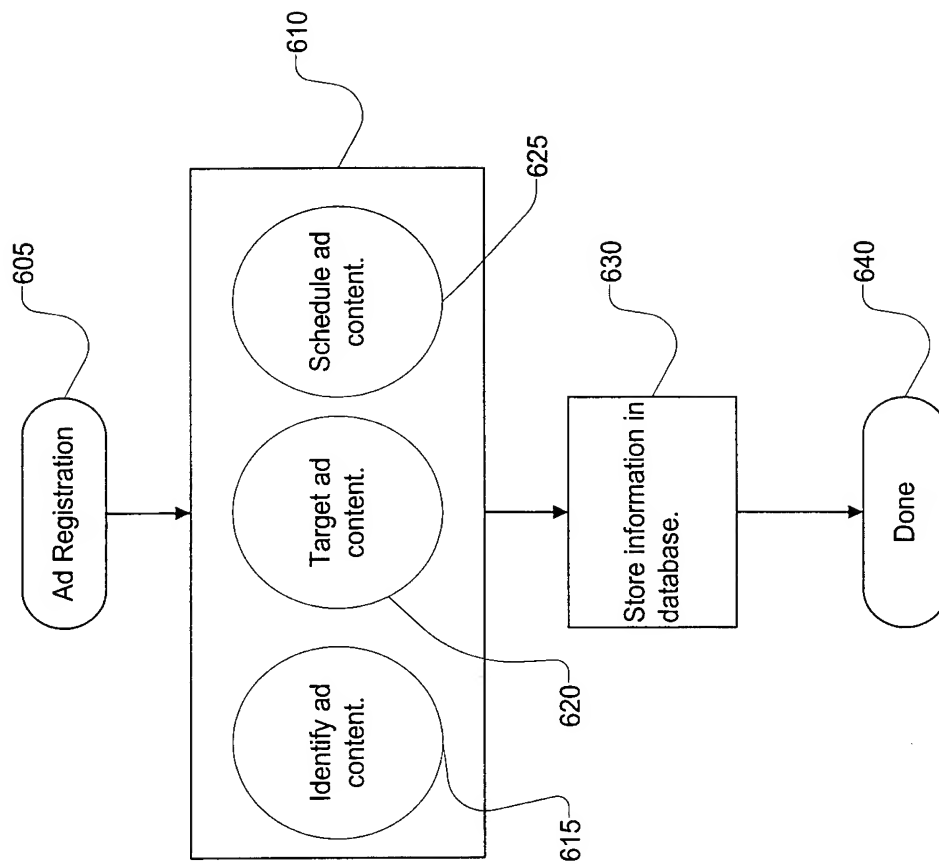 605
Ad Registration
610
Identify ad
content.
Target ad
content.
Schedule ad
content.
615
620
625
630
Store information in
database.
640
Done